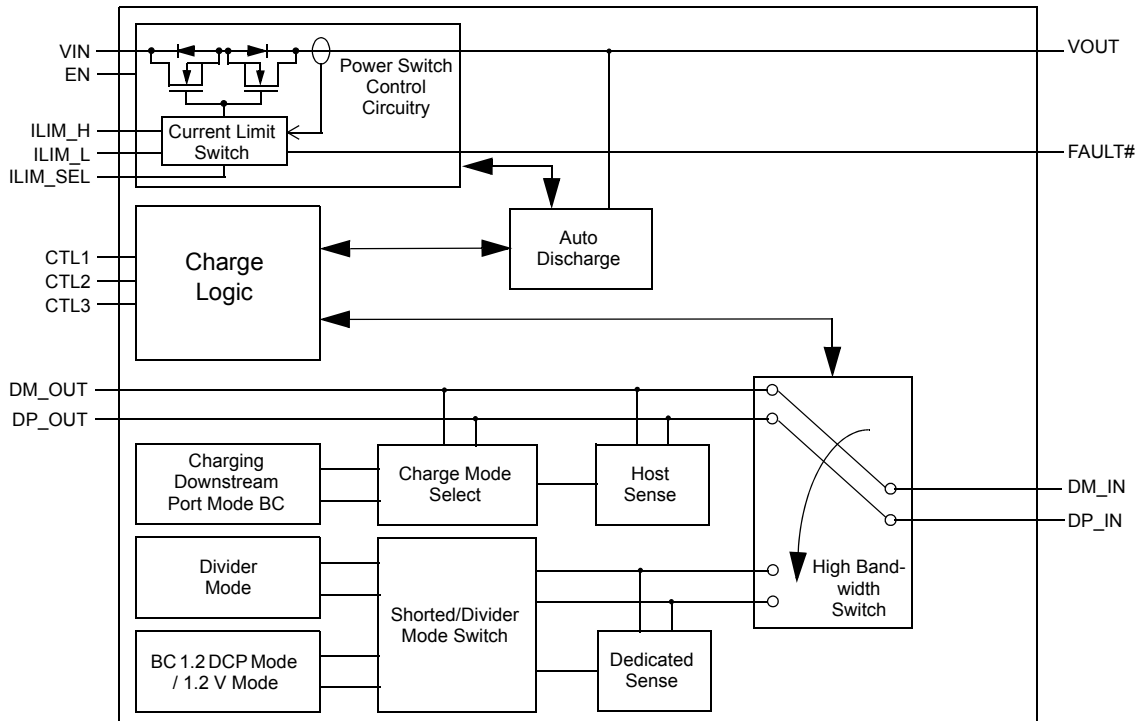 VIN
EN
ILIM_H
ILIM_L
ILIM_SEL
Power Switch
Control
Circuitry
Current Limit
Switch
VOUT
FAULT#
CTL1
CTL2
CTL3
Charge
Logic
Auto
Discharge
DM_OUT
DP_OUT
Charging
Downstream
Port Mode BC
Charge Mode
Select
Host
Sense
DM_IN
DP_IN
High Band-
width
Switch
Divider
Mode
Shorted/Divider
Mode Switch
BC 1.2 DCP Mode
/ 1.2 V Mode
Dedicated
Sense